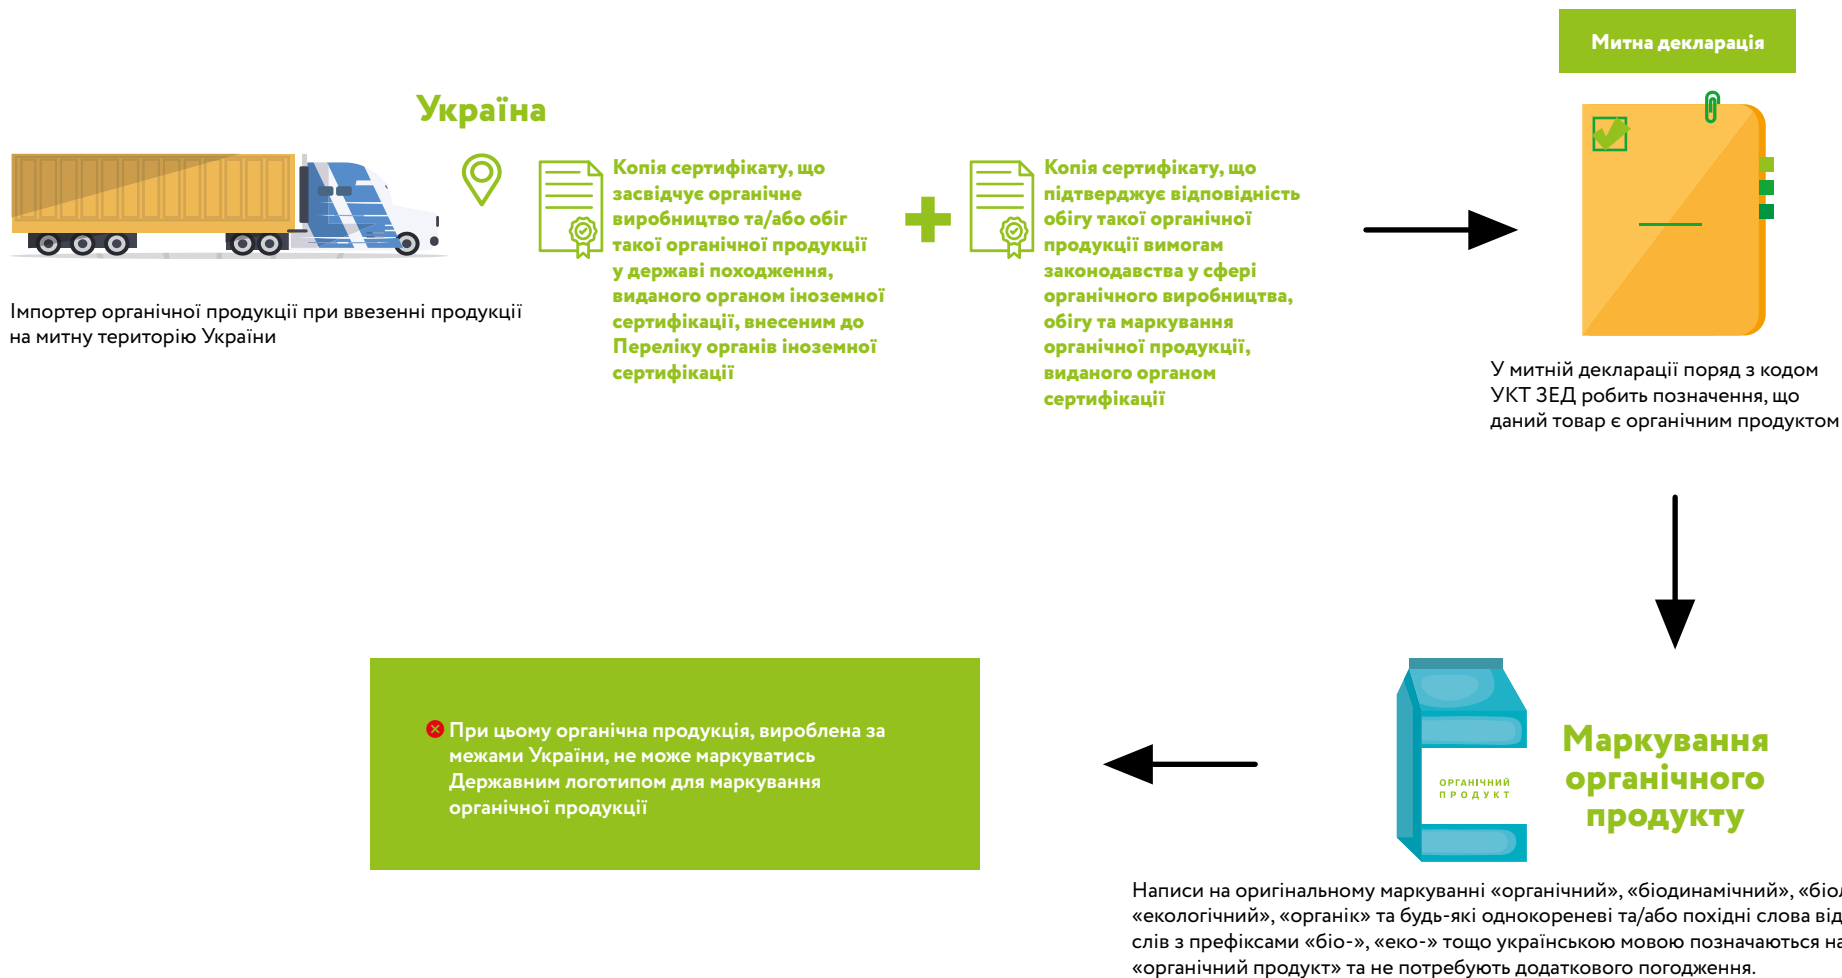 Митна декларація
Україна
Копія сертифікату, що
засвідчує органічне
виробництво та/або обіг
такої органічної продукції
у державі походження,
виданого органом іноземної
сертифікації, внесеним до
Переліку органів іноземної
сертифікації
Копія сертифікату, що
підтверджує відповідність
обігу такої органічної
продукції вимогам
законодавства у сфері
органічного виробництва,
обігу та маркування
органічної продукції,
виданого органом
сертифікації
Імпортер органічної продукції при ввезенні продукції
на митну територію України
У митній декларації поряд з кодом
УКТ ЗЕД робить позначення, що
даний товар є органічним продуктом
При цьому органічна продукція, вироблена за
межами України, не може маркуватись
Державним логотипом для маркування
органічної продукції
ОРГАНІЧНИЙ
ПРОДУКТ
Маркування
органічного
продукту
Написи на оригінальному маркуванні «органічний», «біодинамічний»,
«екологічний», «органік» та будь-які однокореневі та/або похідні слова від
слів з префіксами «біо-», «еко-» тощо українською мовою позначаються
«органічний продукт» та не потребують додаткового погодження.